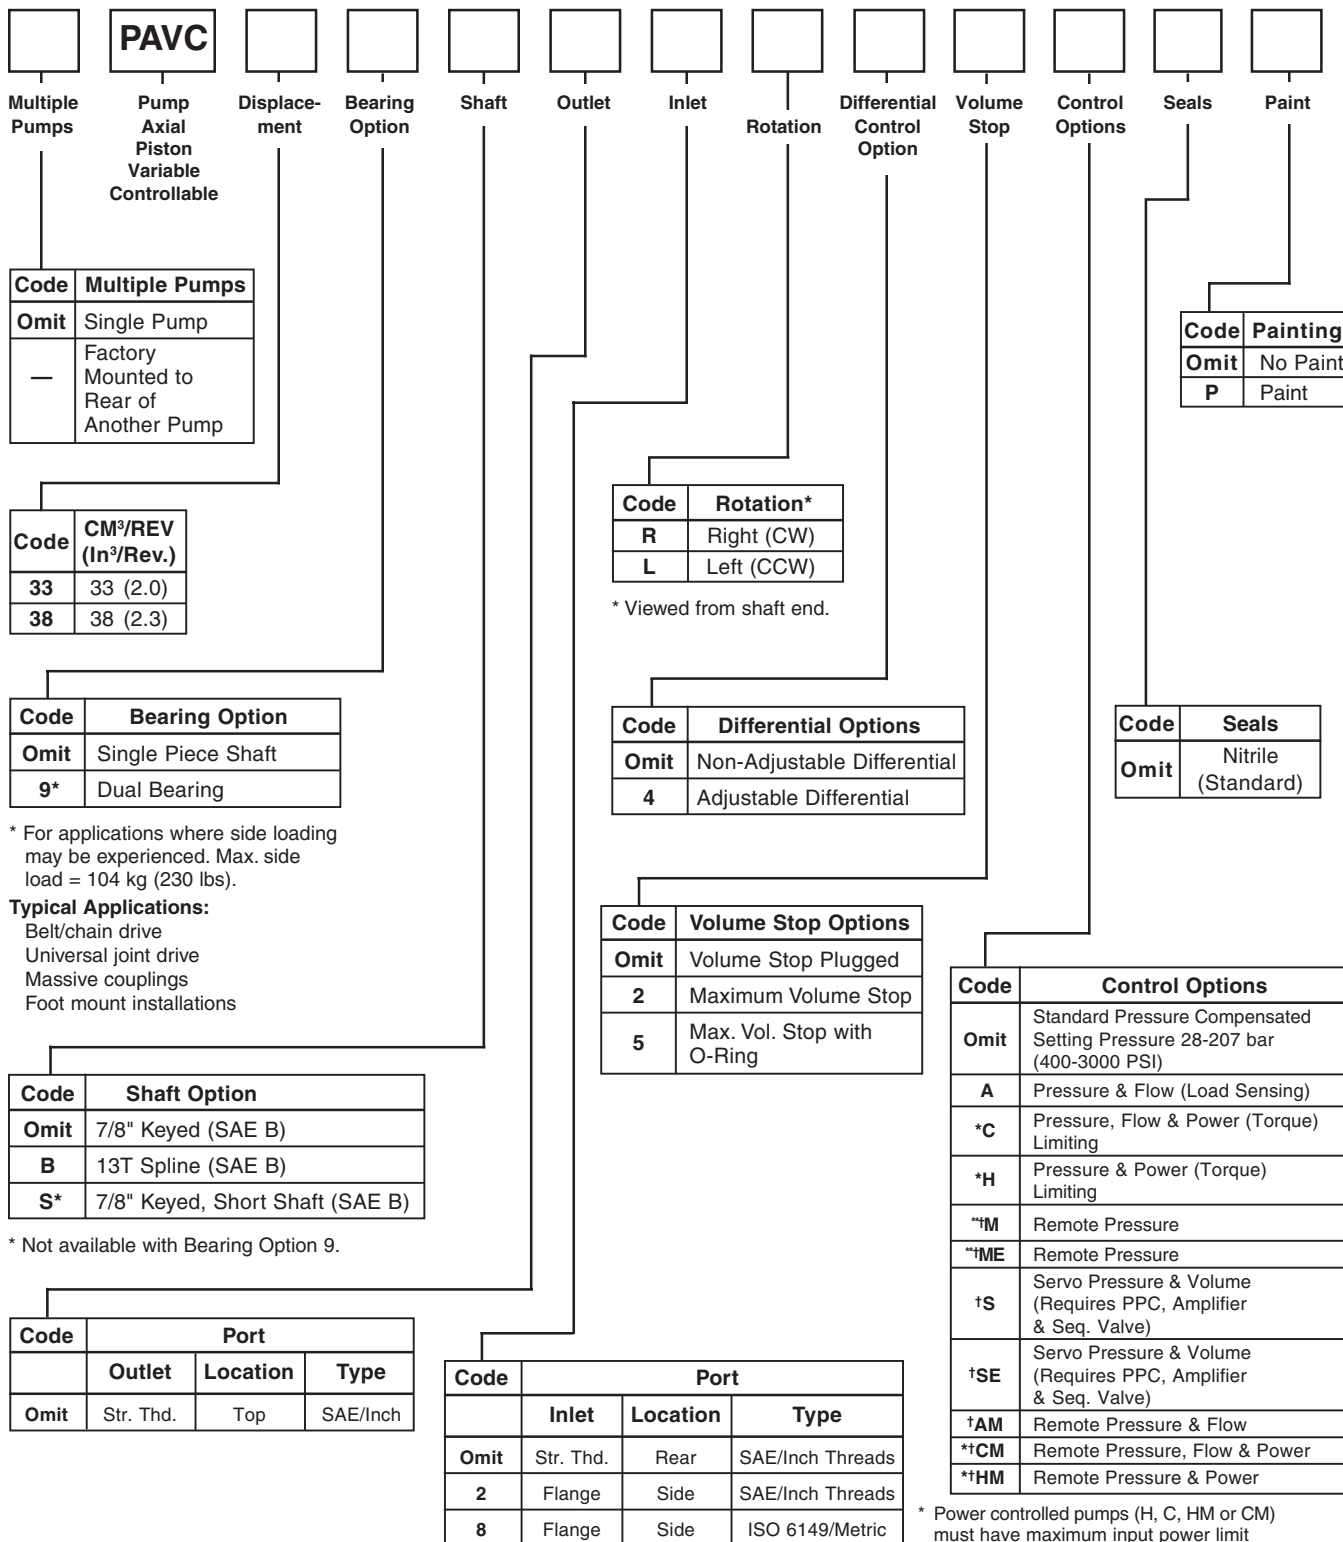 PAVC
Multiple Pumps
Pump Axial Piston Variable Controllable
Displace-ment
Bearing Option
Shaft
Outlet
Inlet
Rotation
Differential Control Option
Volume Stop
Control Options
Seals
Paint
Code Multiple Pumps
Omit Single Pump
— Factory Mounted to Rear of Another Pump
Code Painting
Omit No Paint
P Paint
Code CM³/REV (In³/Rev.)
33 33 (2.0)
38 38 (2.3)
Code Rotation*
R Right (CW)
L Left (CCW)
* Viewed from shaft end.
Code Bearing Option
Omit Single Piece Shaft
9* Dual Bearing
* For applications where side loading
may be experienced. Max. side
load = 104 kg (230 lbs).
Typical Applications:
Belt/chain drive
Universal joint drive
Massive couplings
Foot mount installations
Code Differential Options
Omit Non-Adjustable Differential
4 Adjustable Differential
Code Seals
Omit Nitrile (Standard)
Code Volume Stop Options
Omit Volume Stop Plugged
2 Maximum Volume Stop
5 Max. Vol. Stop with O-Ring
Code Shaft Option
Omit 7/8" Keyed (SAE B)
B 13T Spline (SAE B)
S* 7/8" Keyed, Short Shaft (SAE B)
* Not available with Bearing Option 9.
Code Control Options
Omit Standard Pressure Compensated Setting Pressure 28-207 bar (400-3000 PSI)
A Pressure & Flow (Load Sensing)
*C Pressure, Flow & Power (Torque) Limiting
*H Pressure & Power (Torque) Limiting
**†M Remote Pressure
**†ME Remote Pressure
†S Servo Pressure & Volume (Requires PPC, Amplifier & Seq. Valve)
†SE Servo Pressure & Volume (Requires PPC, Amplifier & Seq. Valve)
†AM Remote Pressure & Flow
*†CM Remote Pressure, Flow & Power
*†HM Remote Pressure & Power
Code Port
Outlet Location Type
Omit Str. Thd. Top SAE/Inch
Code Port
Inlet Location Type
Omit Str. Thd. Rear SAE/Inch Threads
2 Flange Side SAE/Inch Threads
8 Flange Side ISO 6149/Metric
* Power controlled pumps (H, C, HM or CM)
must have maximum input power limit